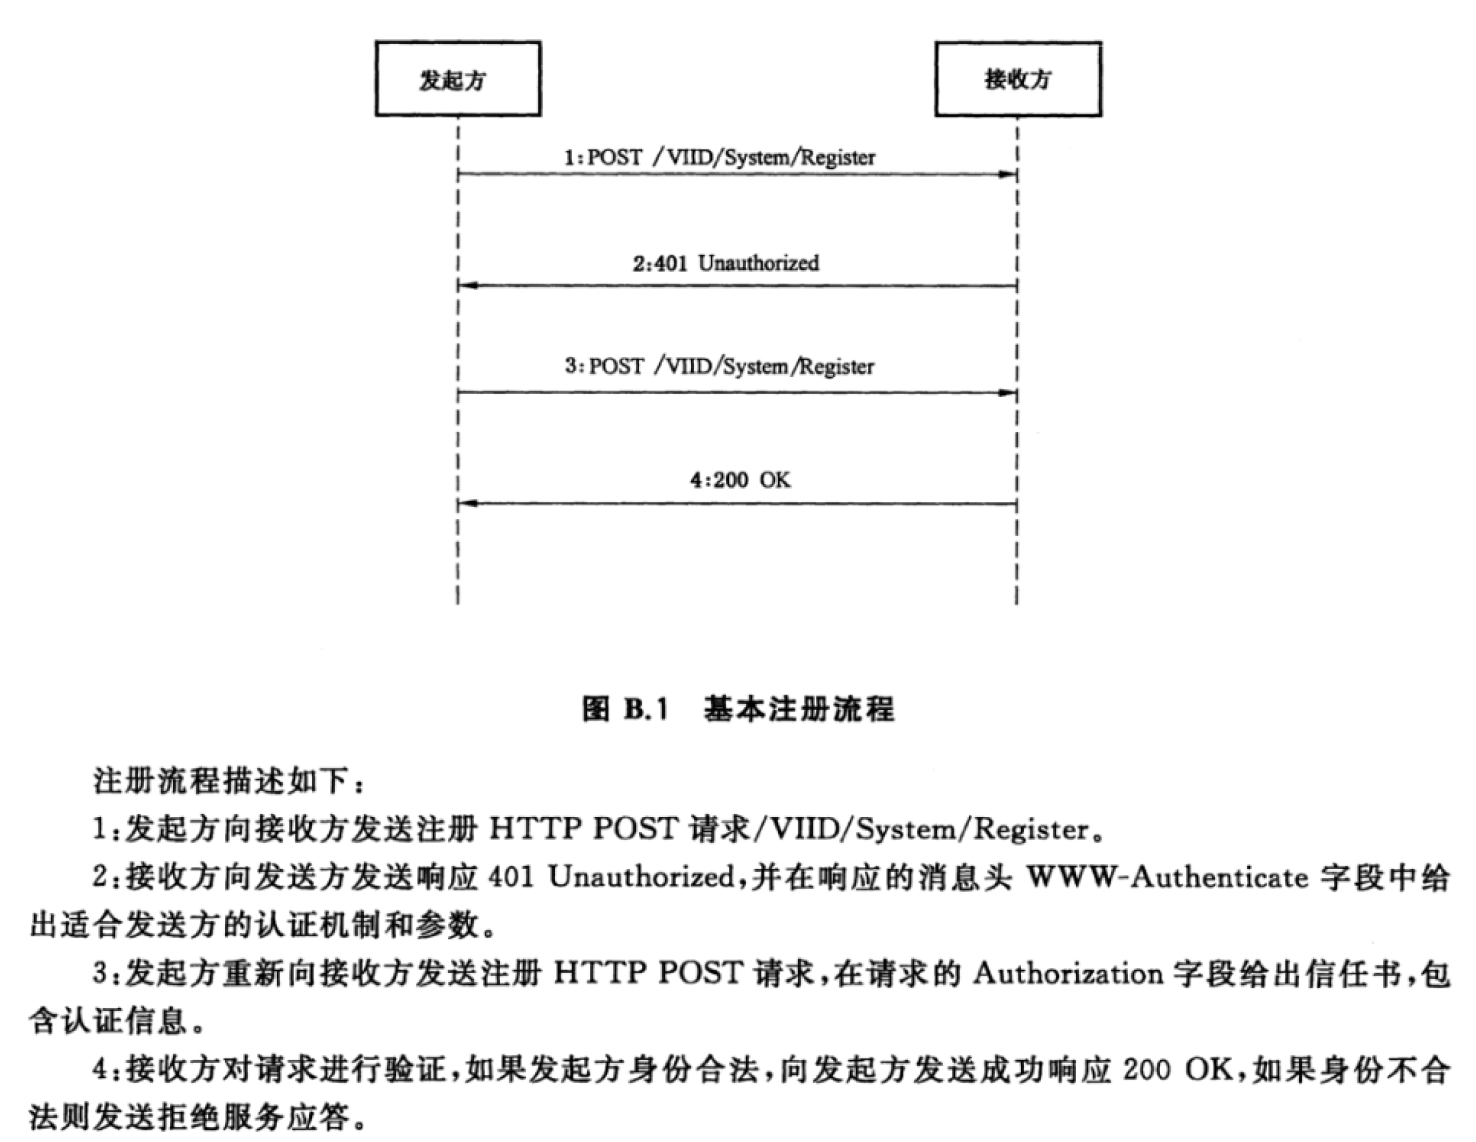 发起方
接收方
1:POST /VIID/System/Register
2:401 Unauthorized
3:POST /VIID/System/Register
4:200 OK
图 B.1 基本注册流程
注册流程描述如下:
1:发起方向接收方发送注册 HTTP POST 请求/VIID/System/Register。
2:接收方向发送方发送响应 401 Unauthorized,并在响应的消息头 WWW-Authenticate 字段中给
出适合发送方的认证机制和参数。
3:发起方重新向接收方发送注册 HTTP POST 请求,在请求的 Authorization 字段给出信任书,包
含认证信息。
4:接收方对请求进行验证,如果发起方身份合法,向发起方发送成功响应 200 OK,如果身份不合
法则发送拒绝服务应答。